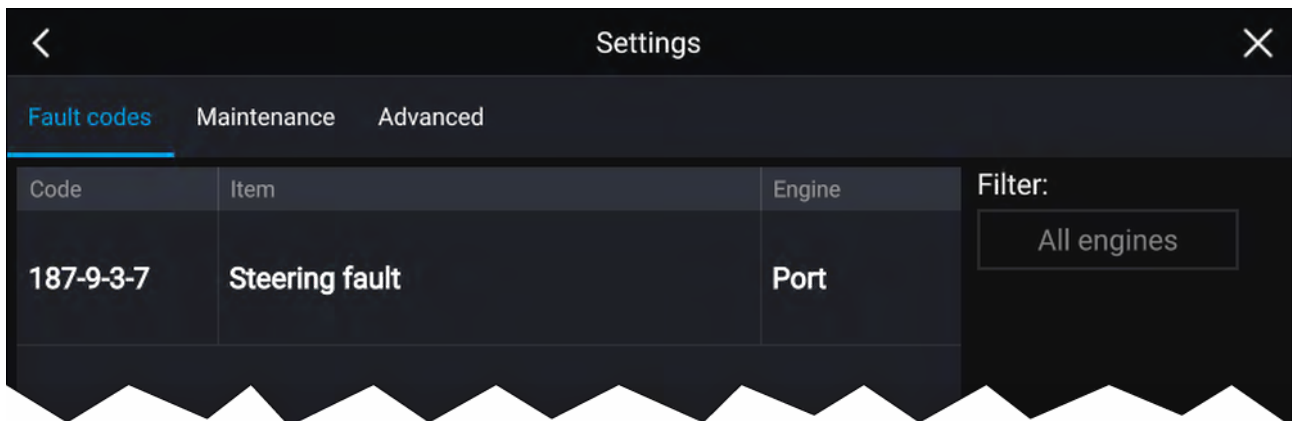 Settings
Fault codes Maintenance Advanced
Code Item Engine Filter:
All engines
187-9-3-7 Steering fault Port